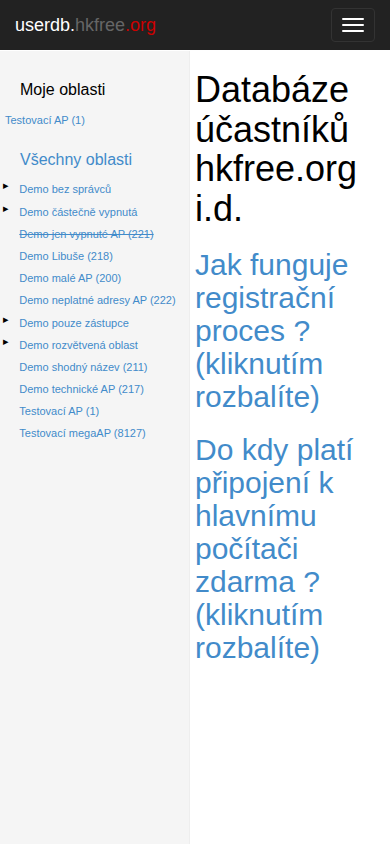 userdb.hkfree.org
Moje oblasti
Testovací AP (1)
Všechny oblasti
Demo bez správců
Demo částečně vypnutá
Demo jen vypnuté AP (221)
Demo Libuše (218)
Demo malé AP (200)
Demo neplatné adresy AP (222)
Demo pouze zástupce
Demo rozvětvená oblast
Demo shodný název (211)
Demo technické AP (217)
Testovací AP (1)
Testovací megaAP (8127)
Databáze
účastníků
hkfree.org
i.d.
Jak funguje
registrační
proces ?
(kliknutím
rozbalíte)
Do kdy platí
připojení k
hlavnímu
počítači
zdarma ?
(kliknutím
rozbalíte)